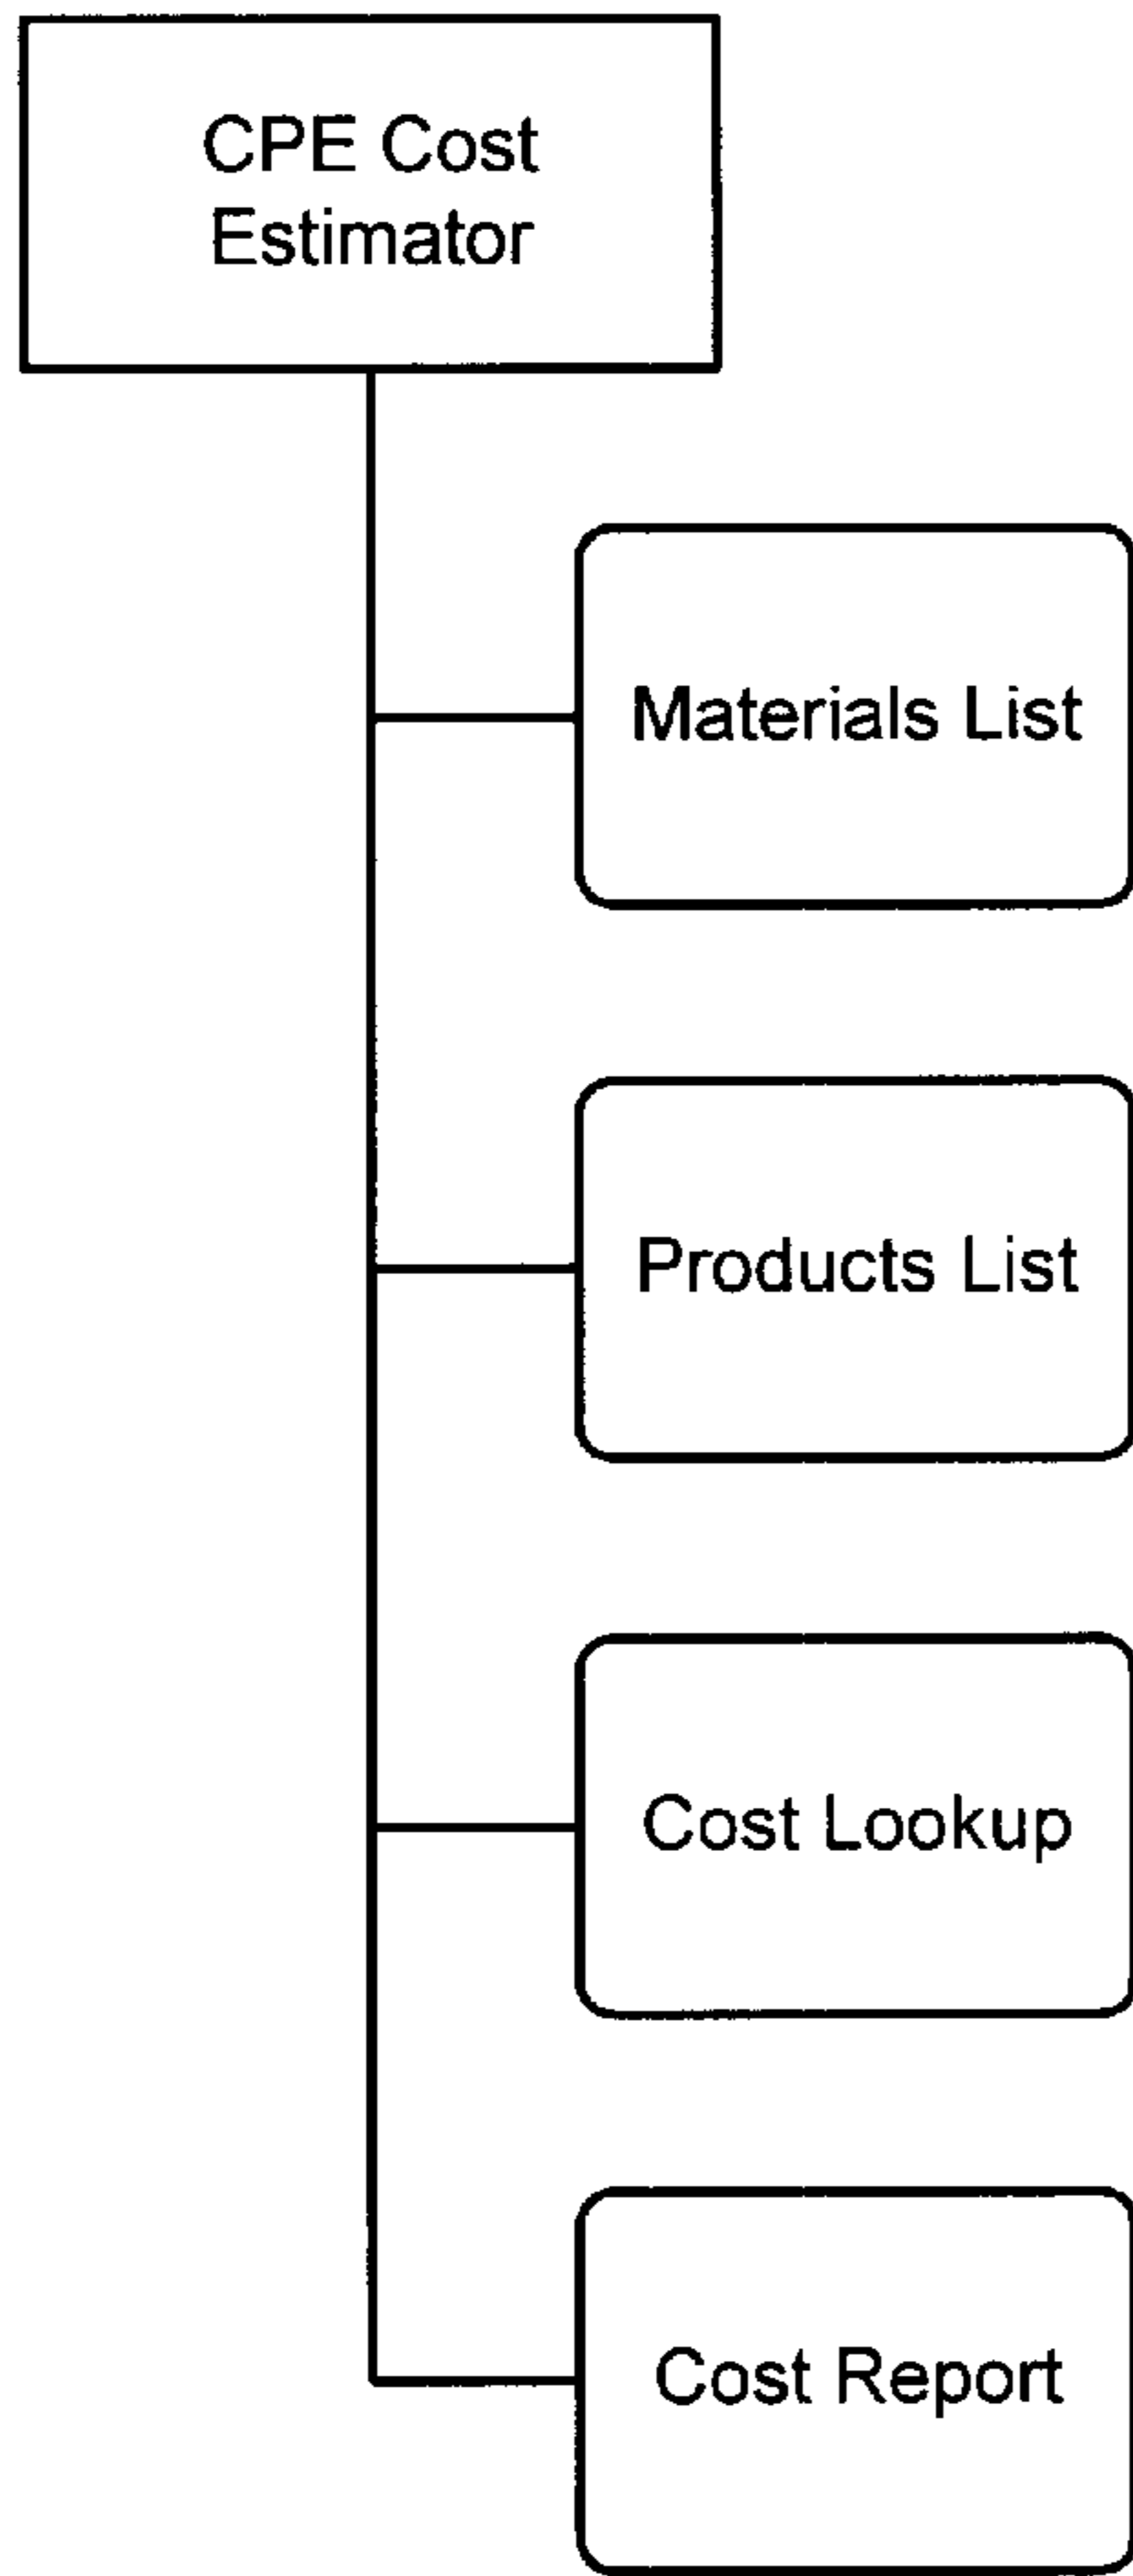 CPE Cost
Estimator
Materials List
Products List
Cost Lookup
Cost Report